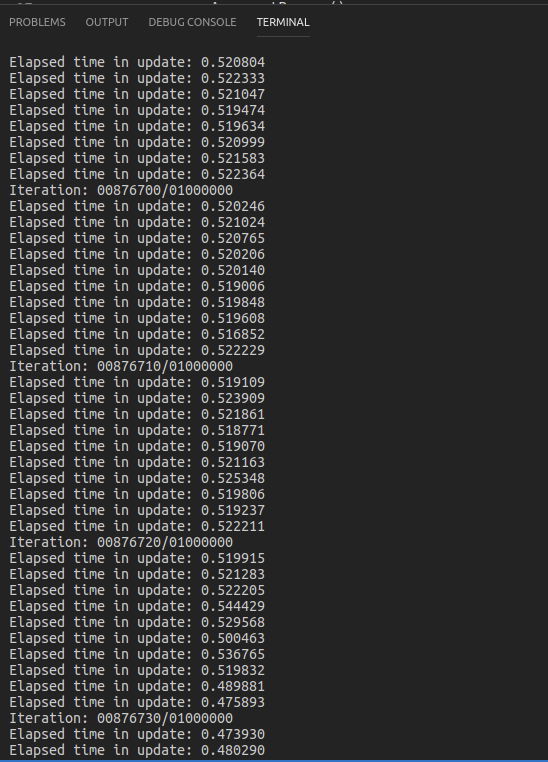 PROBLEMS OUTPUT DEBUG CONSOLE TERMINAL
Elapsed time in update: 0.520804
Elapsed time in update: 0.522333
Elapsed time in update: 0.521047
Elapsed time in update: 0.519474
Elapsed time in update: 0.519634
Elapsed time in update: 0.520999
Elapsed time in update: 0.521583
Elapsed time in update: 0.522364
Iteration: 00876700/01000000
Elapsed time in update: 0.520246
Elapsed time in update: 0.521024
Elapsed time in update: 0.520765
Elapsed time in update: 0.520206
Elapsed time in update: 0.520140
Elapsed time in update: 0.519006
Elapsed time in update: 0.519848
Elapsed time in update: 0.519608
Elapsed time in update: 0.516852
Elapsed time in update: 0.522229
Iteration: 00876710/01000000
Elapsed time in update: 0.519109
Elapsed time in update: 0.523909
Elapsed time in update: 0.521861
Elapsed time in update: 0.518771
Elapsed time in update: 0.519070
Elapsed time in update: 0.521163
Elapsed time in update: 0.525348
Elapsed time in update: 0.519806
Elapsed time in update: 0.519237
Elapsed time in update: 0.522211
Iteration: 00876720/01000000
Elapsed time in update: 0.519915
Elapsed time in update: 0.521283
Elapsed time in update: 0.522205
Elapsed time in update: 0.544429
Elapsed time in update: 0.529568
Elapsed time in update: 0.500463
Elapsed time in update: 0.536765
Elapsed time in update: 0.519832
Elapsed time in update: 0.489881
Elapsed time in update: 0.475893
Iteration: 00876730/01000000
Elapsed time in update: 0.473930
Elapsed time in update: 0.480290